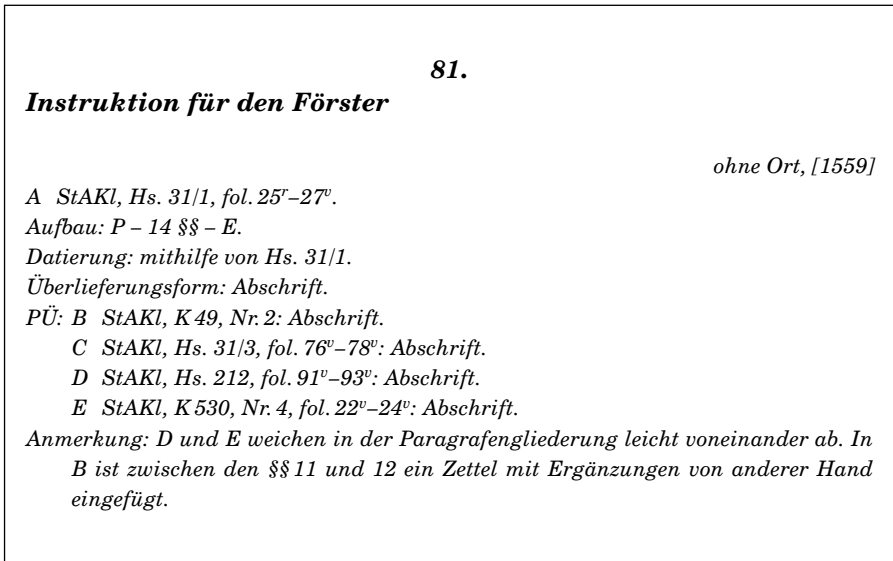 81.
Instruktion für den Förster
ohne Ort, [1559]
A StAKl, Hs. 31/1, fol. 25r–27v.
Aufbau: P – 14 §§ – E.
Datierung: mithilfe von Hs. 31/1.
Überlieferungsform: Abschrift.
PÜ: B StAKl, K 49, Nr. 2: Abschrift.
C StAKl, Hs. 31/3, fol. 76v–78v: Abschrift.
D StAKl, Hs. 212, fol. 91v–93v: Abschrift.
E StAKl, K 530, Nr. 4, fol. 22v–24v: Abschrift.
Anmerkung: D und E weichen in der Paragrafengliederung leicht voneinander ab. In
B ist zwischen den §§ 11 und 12 ein Zettel mit Ergänzungen von anderer Hand
eingefügt.